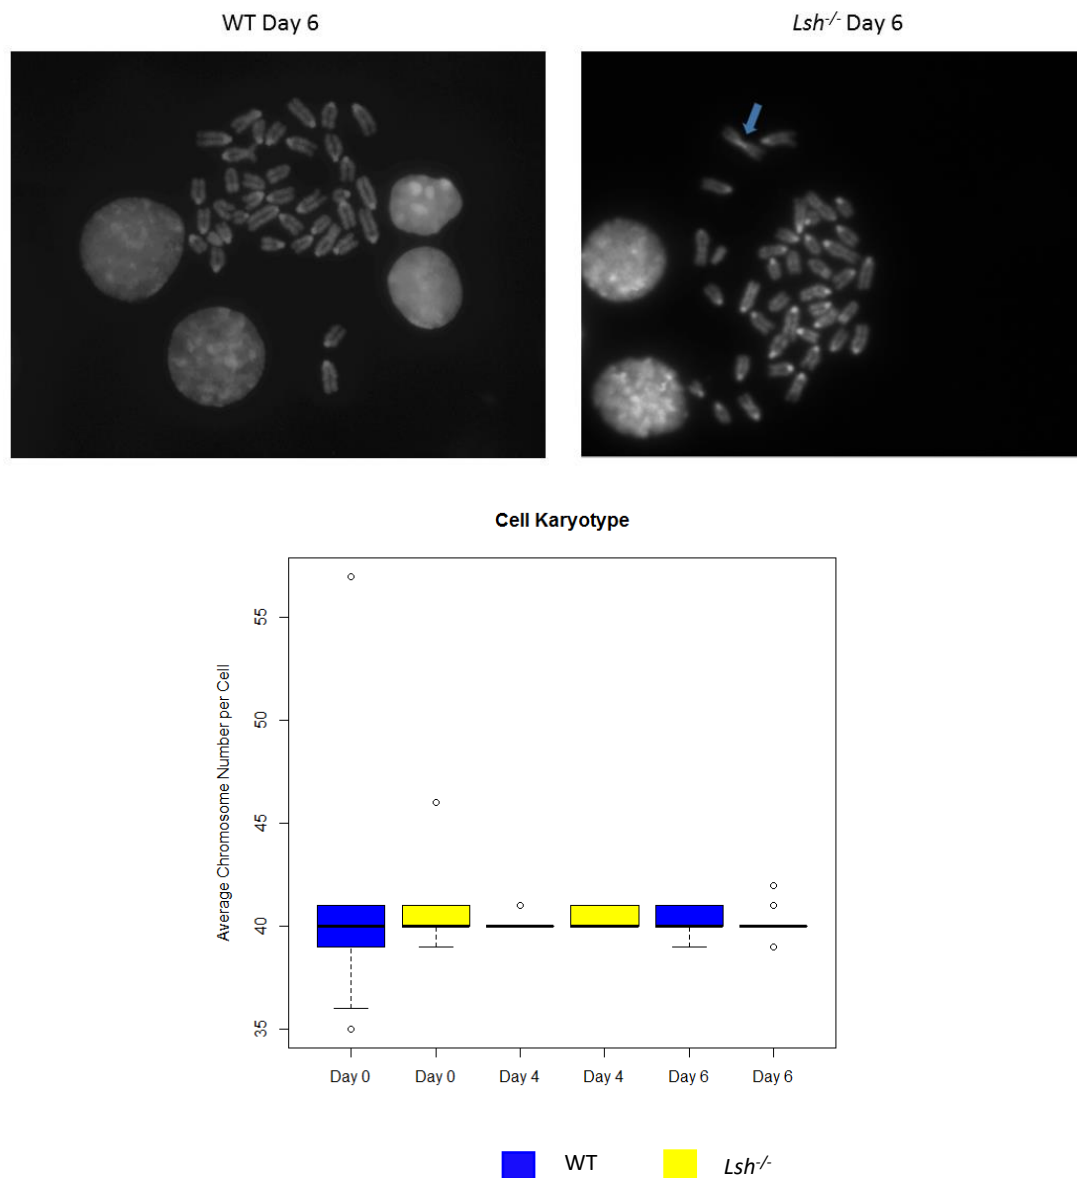 WT Day 6
Lsh-/- Day 6
Cell Karyotype
Average Chromosome Number per Cell
55
50
45
40
35
Day 0 Day 0 Day 4 Day 4 Day 6 Day 6
WT Lsh-/-